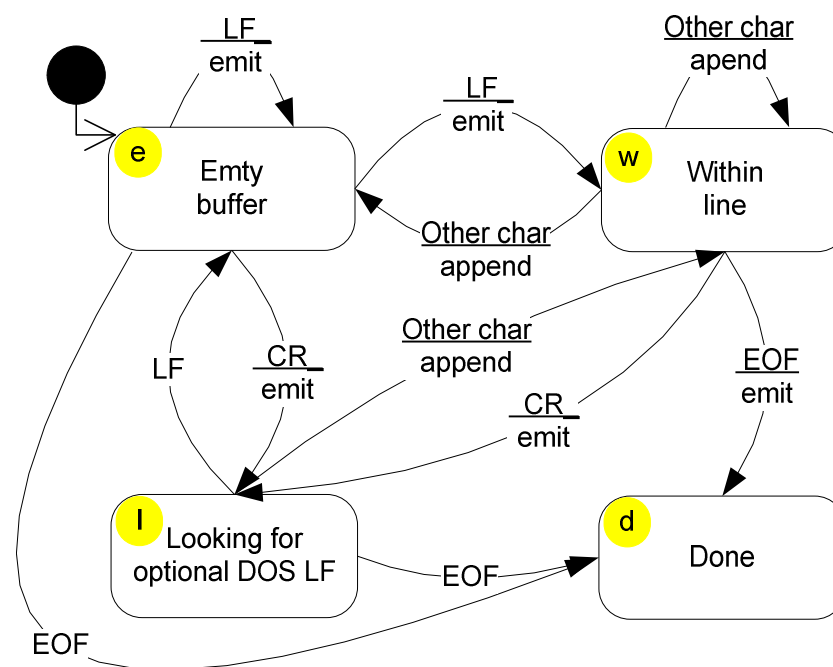 LF
emit
Other char
apend
LF
emit
e
Emty
buffer
w
Within
line
Other char
append
Other char
append
LF
CR
emit
EOF
emit
CR
emit
l
Looking for
optional DOS LF
d
Done
EOF
EOF